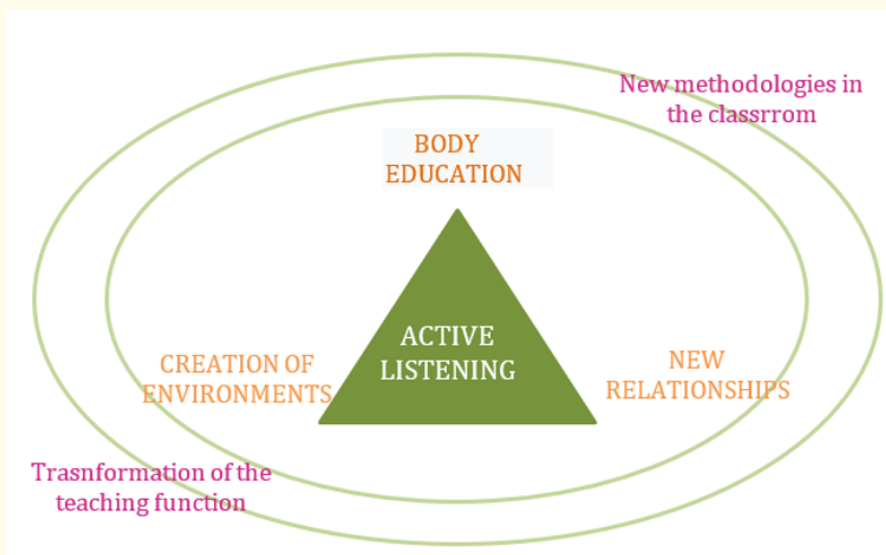 New methodologies in
the classrrom
BODY
EDUCATION
ACTIVE
LISTENING
CREATION OF
ENVIRONMENTS
NEW
RELATIONSHIPS
Trasnformation of the
teaching function